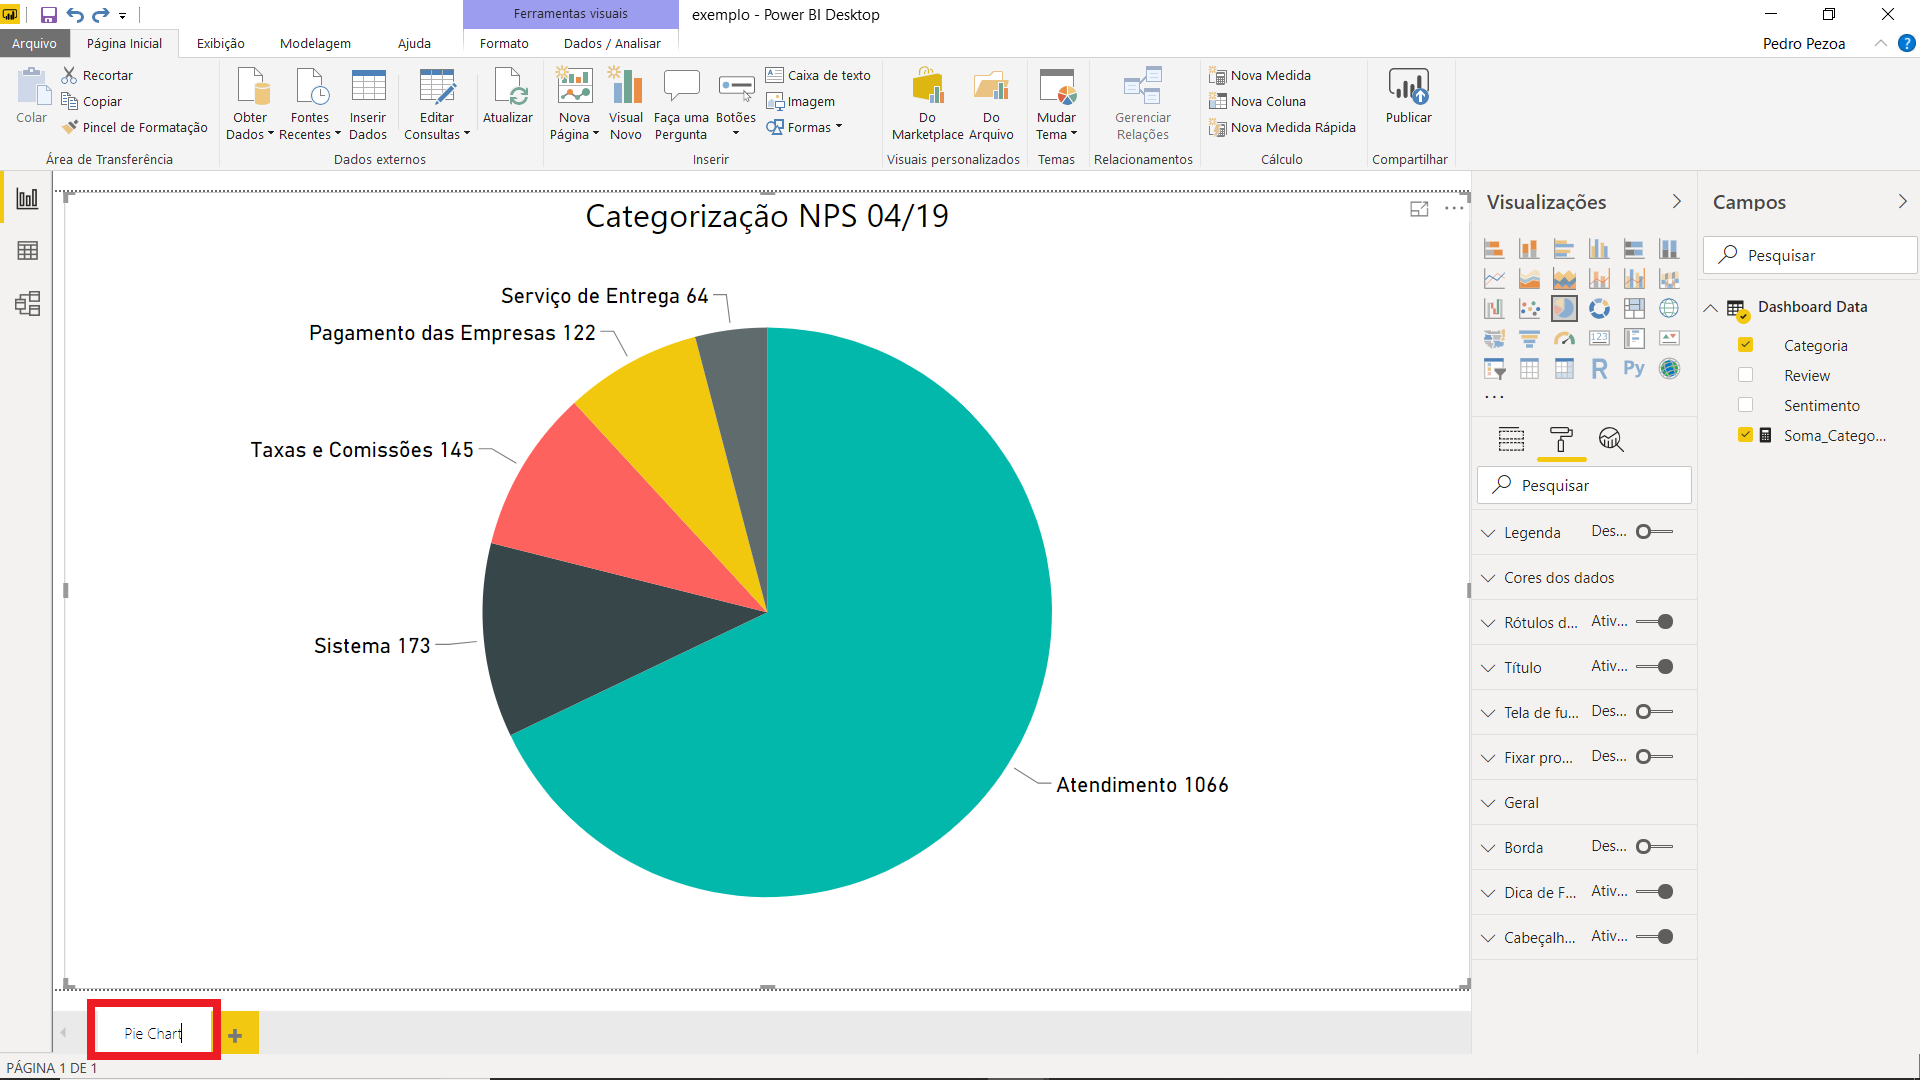 Ferramentas visuais
exemplo - Power BI Desktop
Arquivo
Página Inicial
Exibição
Modelagem
Ajuda
Formato
Dados / Analisar
Pedro Pezoa
?
Colar
Recortar
Copiar
Pincel de Formatação
Área de Transferência
Obter
Dados
Fontes
Recentes
Inserir
Dados
Editar
Consultas
Atualizar
Dados externos
Nova
Página
Visual
Novo
Faça uma
Pergunta
Botões
Caixa de texto
Imagem
Formas
Inserir
Do
Marketplace
Do
Arquivo
Visuais personalizados
Mudar
Tema
Temas
Gerenciar
Relações
Relacionamentos
Nova Medida
Nova Coluna
Nova Medida Rápida
Cálculo
Publicar
Compartilhar
Categorização NPS 04/19
Serviço de Entrega 64
Pagamento das Empresas 122
Taxas e Comissões 145
Sistema 173
Atendimento 1066
Visualizações
123
R
Py
...
Pesquisar
Legenda Des...
Cores dos dados
Rótulos d... Ativ...
Título Ativ...
Tela de fu... Des...
Fixar pro... Des...
Geral
Borda Des...
Dica de F... Ativ...
Cabeçalh... Ativ...
Campos
Pesquisar
Dashboard Data
Categoria
Review
Sentimento
Soma_Catego...
Pie Chart
PÁGINA 1 DE 1